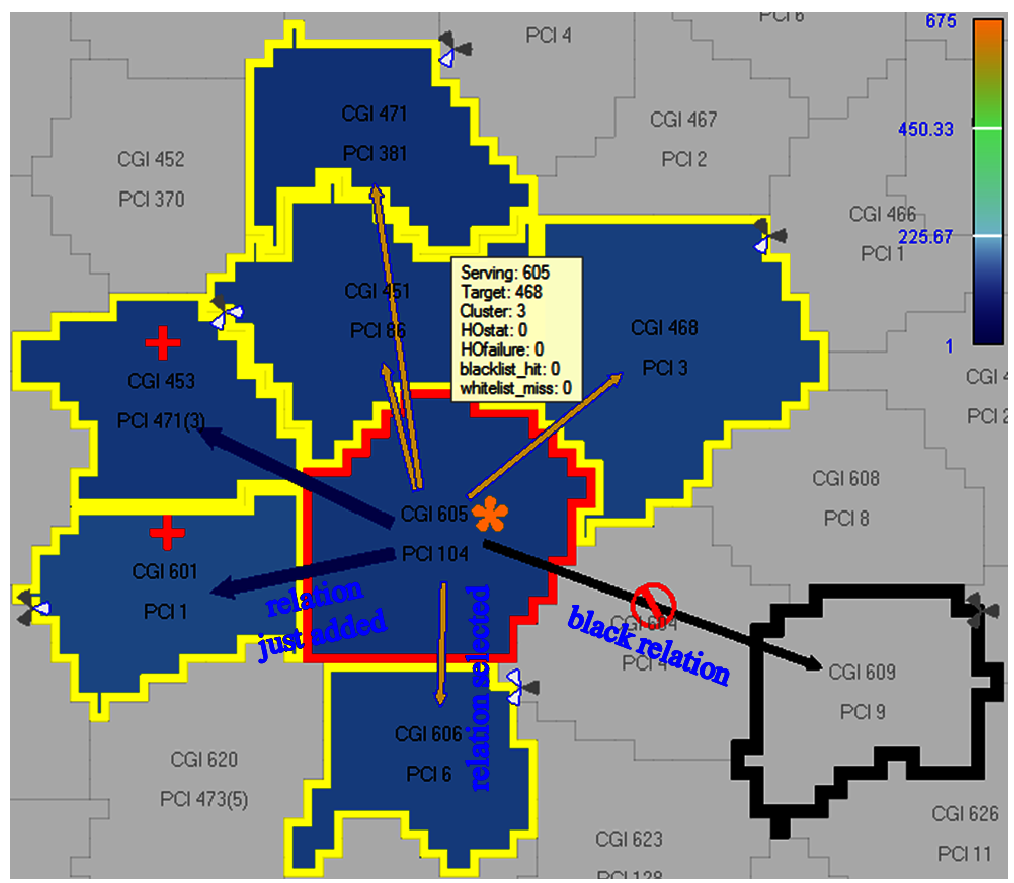 PCI 6
675
PCI 4
CGI 471
CGI 467
450.33
PCI 381
CGI 452
PCI 2
PCI 370
CGI 466
225.67
PCI 1
Serving: 605
Target: 468
Cluster: 3
HOstat: 0
HOfailure: 0
blacklist_hit: 0
whitelist_miss: 0
CGI 451
PCI 86
CGI 468
PCI 3
1
CGI 4
PCI 2
CGI 453
PCI 471(3)
CGI 608
PCI 8
CGI 605
PCI 104
CGI 601
PCI 1
relation
just added
relation selected
black relation
CGI 604
PCI 4
CGI 609
PCI 9
CGI 606
PCI 6
CGI 620
PCI 473(5)
CGI 623
PCI 128
CGI 626
PCI 11